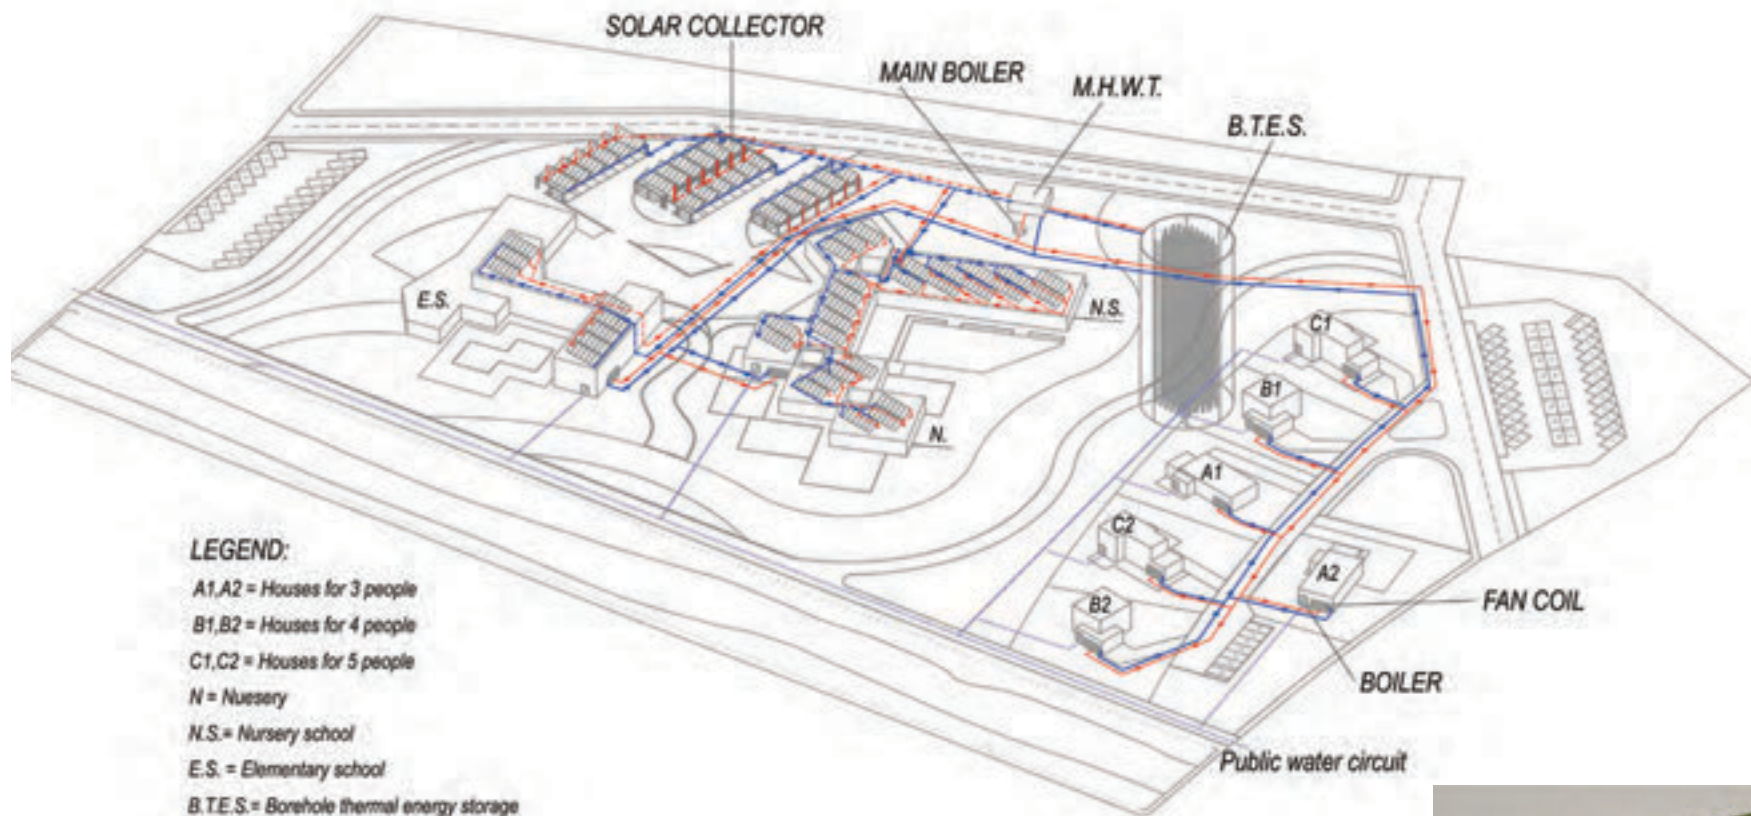 SOLAR COLLECTOR
MAIN BOILER
M.H.W.T.
B.T.E.S.
E.S.
N.S.
N.
C1
B1
A1
C2
A2
B2
FAN COIL
BOILER
Public water circuit
LEGEND:
A1,A2 = Houses for 3 people
B1,B2 = Houses for 4 people
C1,C2 = Houses for 5 people
N = Nuesery
N.S.= Nursery school
E.S. = Elementary school
B.T.E.S.= Borehole thermal energy storage